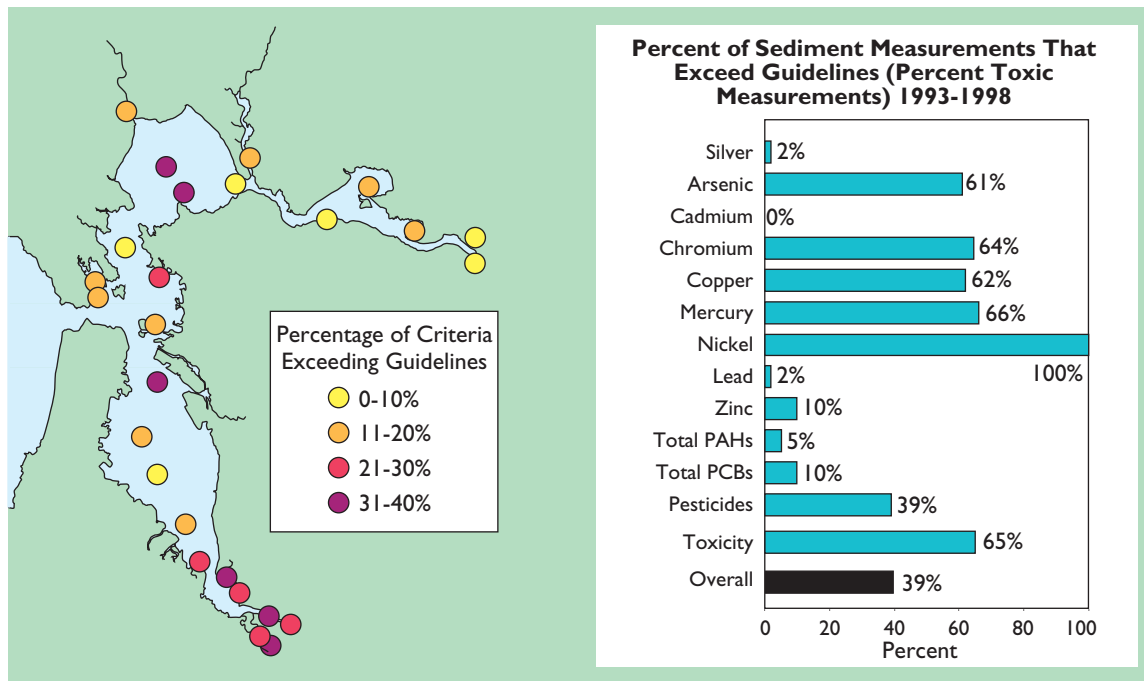 Percentage of Criteria
Exceeding Guidelines
0-10%
11-20%
21-30%
31-40%
Percent of Sediment Measurements That
Exceed Guidelines (Percent Toxic
Measurements) 1993-1998
Silver 2%
Arsenic 61%
Cadmium 0%
Chromium 64%
Copper 62%
Mercury 66%
Nickel
100%
Lead 2%
Zinc 10%
Total PAHs 5%
Total PCBs 10%
Pesticides 39%
Toxicity 65%
Overall 39%
0 20 40 60 80 100
Percent